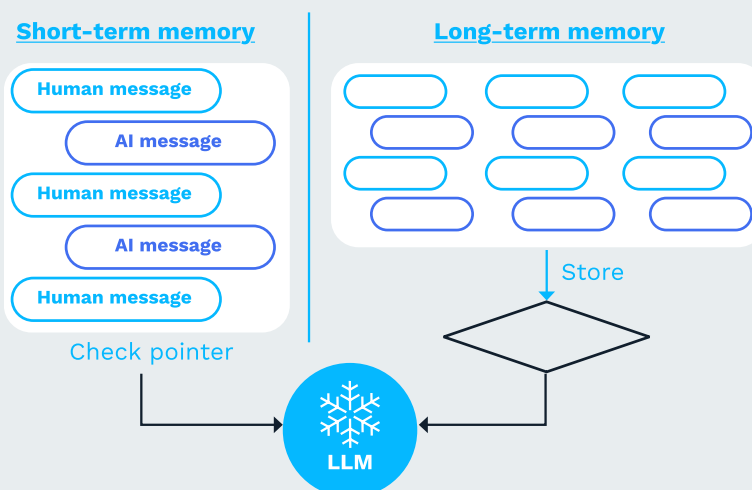 Short-term memory
Human message
AI message
Human message
AI message
Human message
Check pointer
Long-term memory
Store
LLM